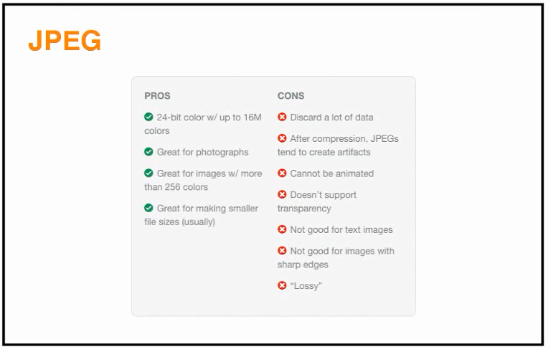 JPEG
PROS
24-bit color w/ up to 16M
colors
Great for photographs
Great for images w/ more
than 256 colors
Great for making smaller
file sizes (usually)
CONS
Discard a lot of data
After compression, JPEGs
tend to create artifacts
Cannot be animated
Doesn't support
transparency
Not good for text images
Not good for images with
sharp edges
“Lossy”